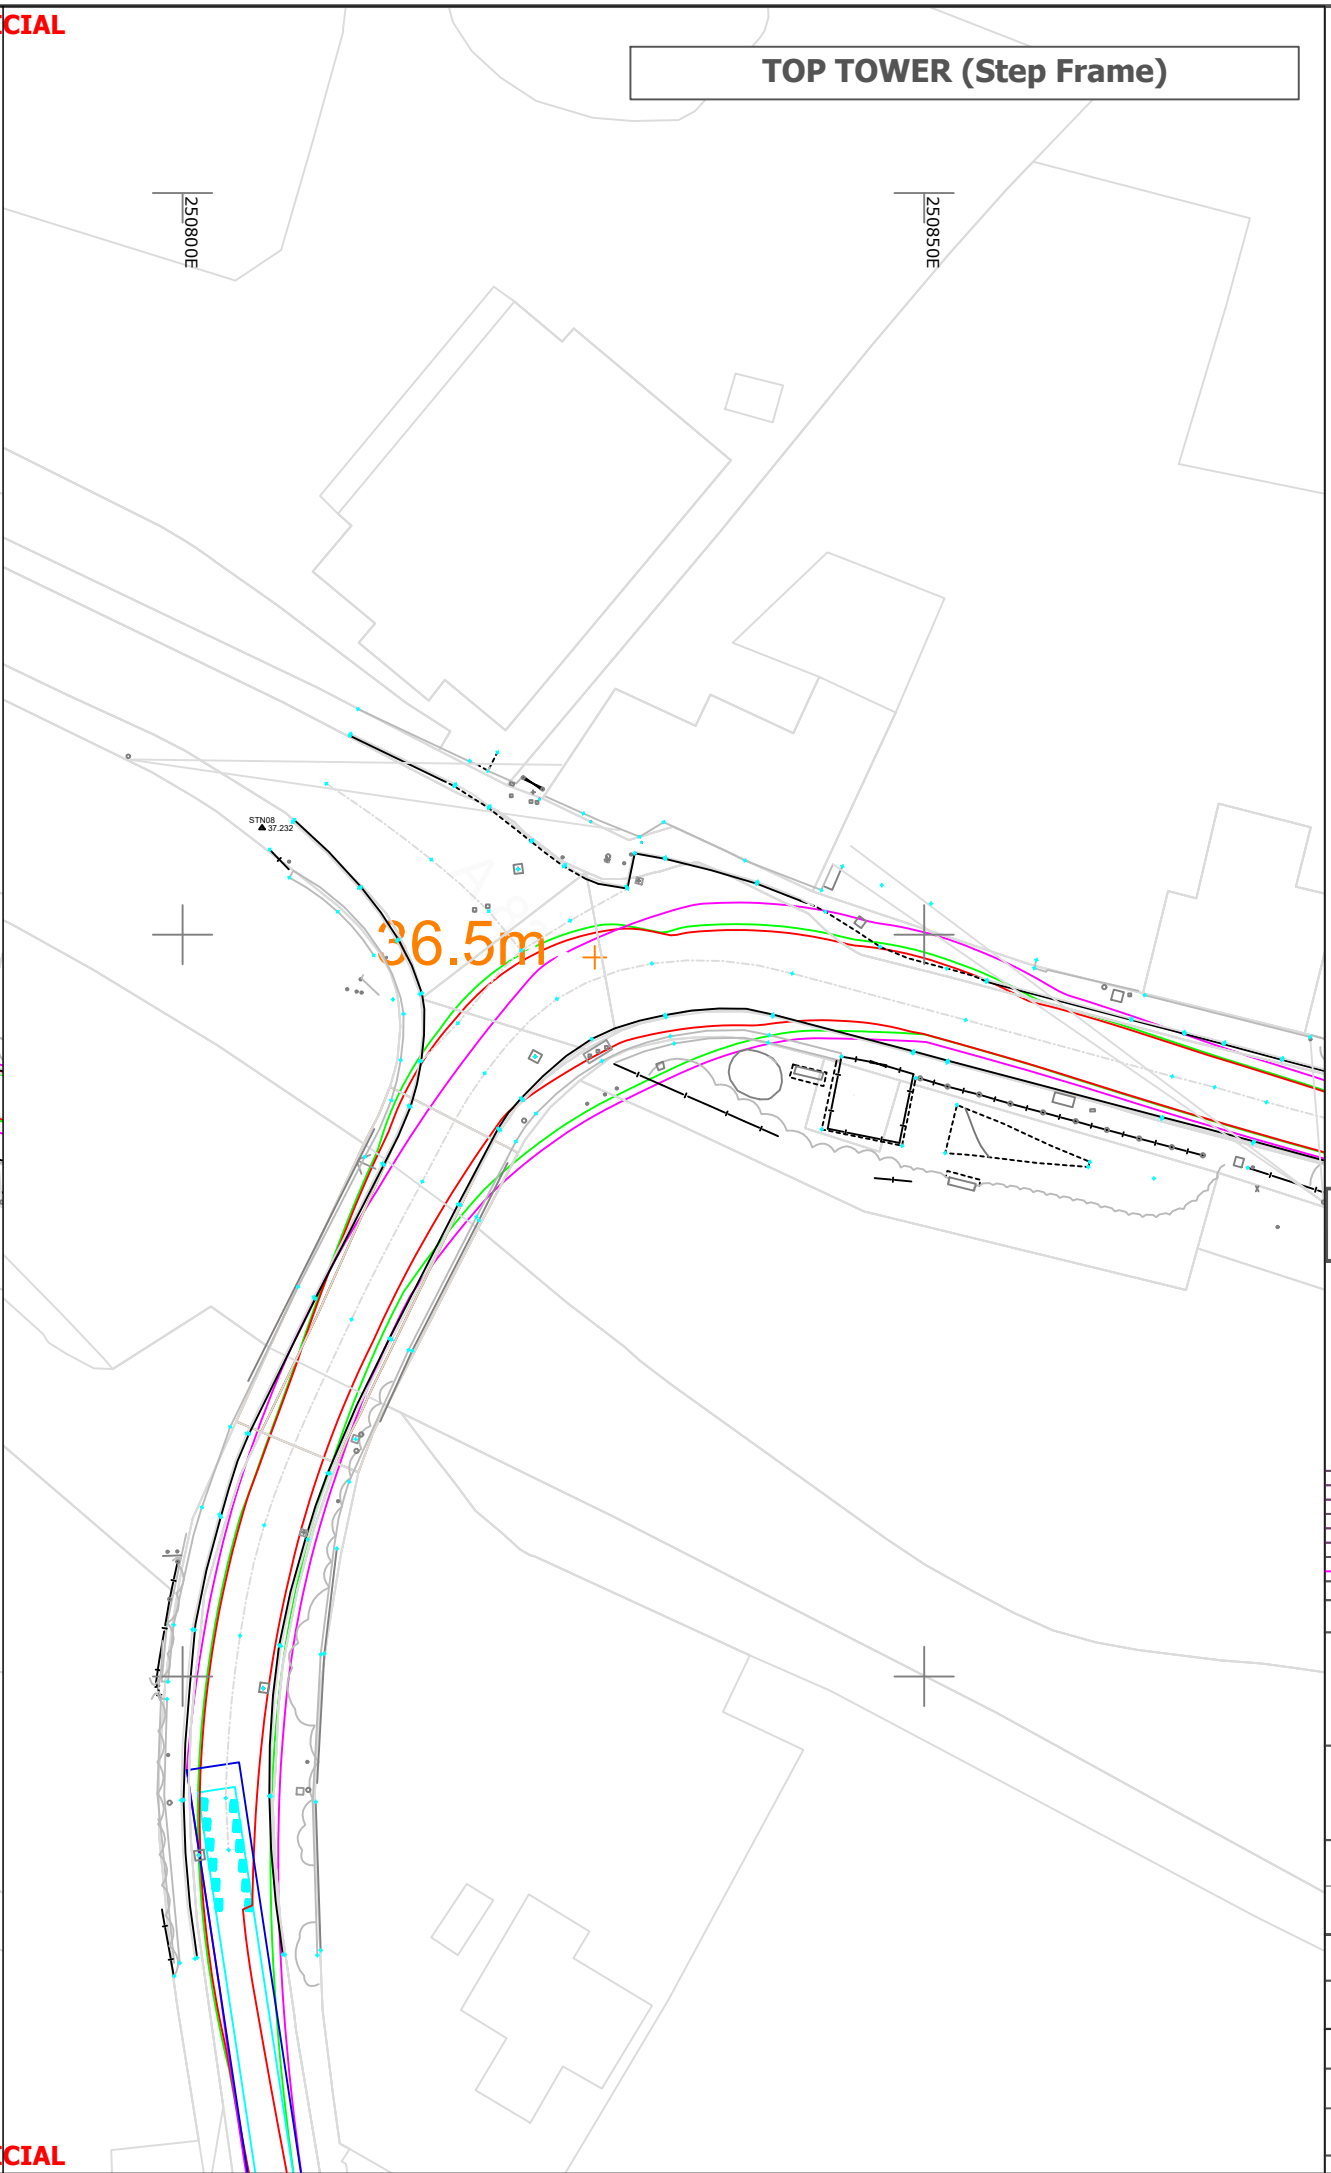 CIAL
TOP TOWER (Step Frame)
250800E
250850E
STN08
37.232
36.5m
CIAL